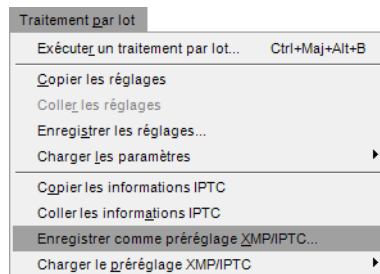 Traitement par lot
Exécuter un traitement par lot... Ctrl+Maj+Alt+B
Copier les réglages
Coller les réglages
Enregistrer les réglages...
Charger les paramètres
Copier les informations IPTC
Coller les informations IPTC
Enregistrer comme préréglage XMP/IPTC...
Charger le préréglage XMP/IPTC